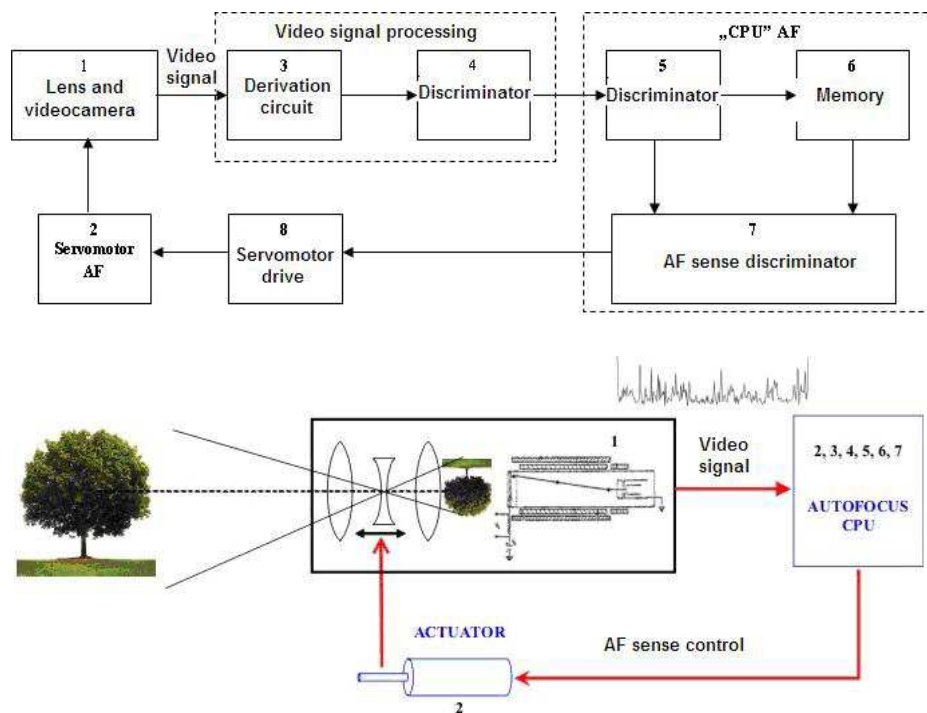 Video signal processing
„CPU” AF
1
Lens and
videocamera
Video
signal
3
Derivation
circuit
4
Discriminator
5
Discriminator
6
Memory
2
Servomotor
AF
8
Servomotor
drive
7
AF sense discriminator
1
Video
signal
2, 3, 4, 5, 6, 7
AUTOFOCUS
CPU
ACTUATOR
AF sense control
2